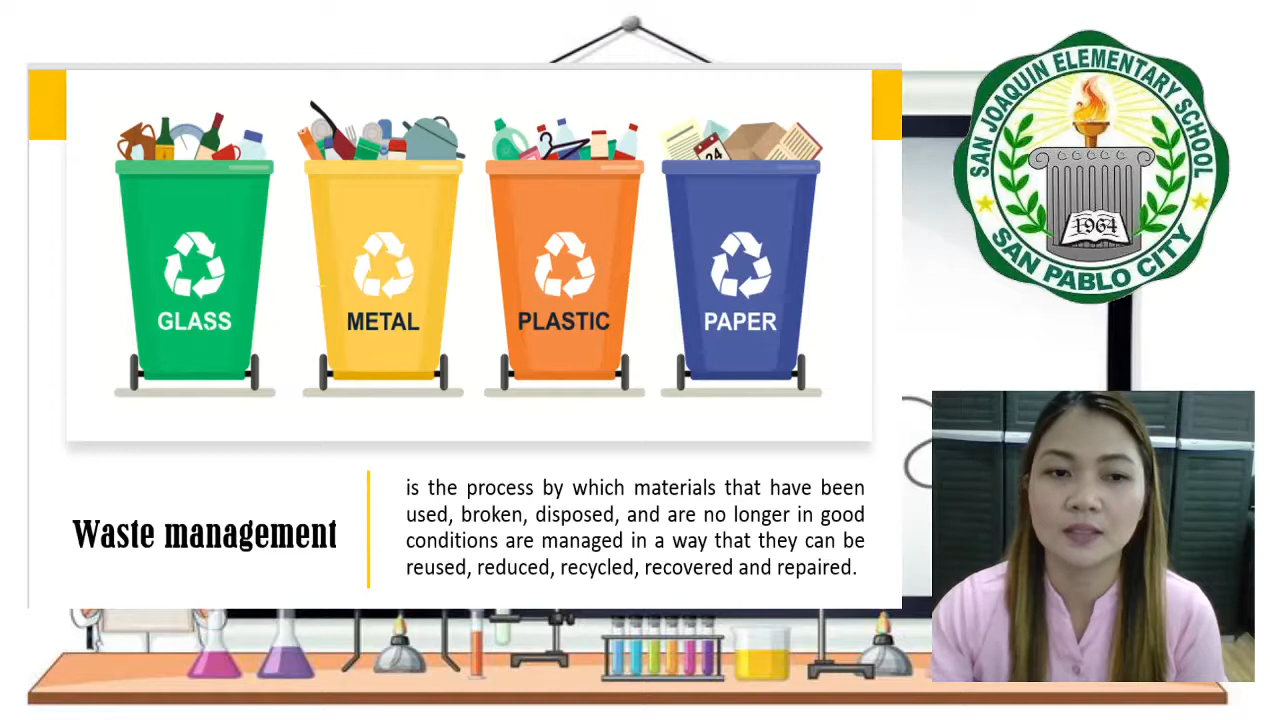 SAN JOAQUIN ELEMENTARY SCHOOL
1964
SAN PABLO CITY
24
GLASS
METAL
PLASTIC
PAPER
Waste management
is the process by which materials that have been
used, broken, disposed, and are no longer in good
conditions are managed in a way that they can be
reused, reduced, recycled, recovered and repaired.